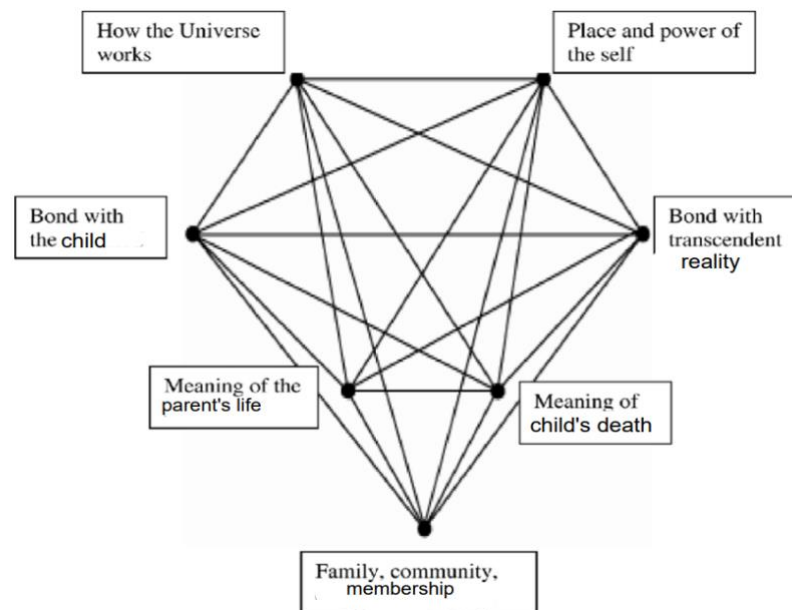 How the Universe
works
Place and power of
the self
Bond with
the child
Bond with
transcendent
reality
Meaning of the
parent's life
Meaning of
child's death
Family, community,
membership